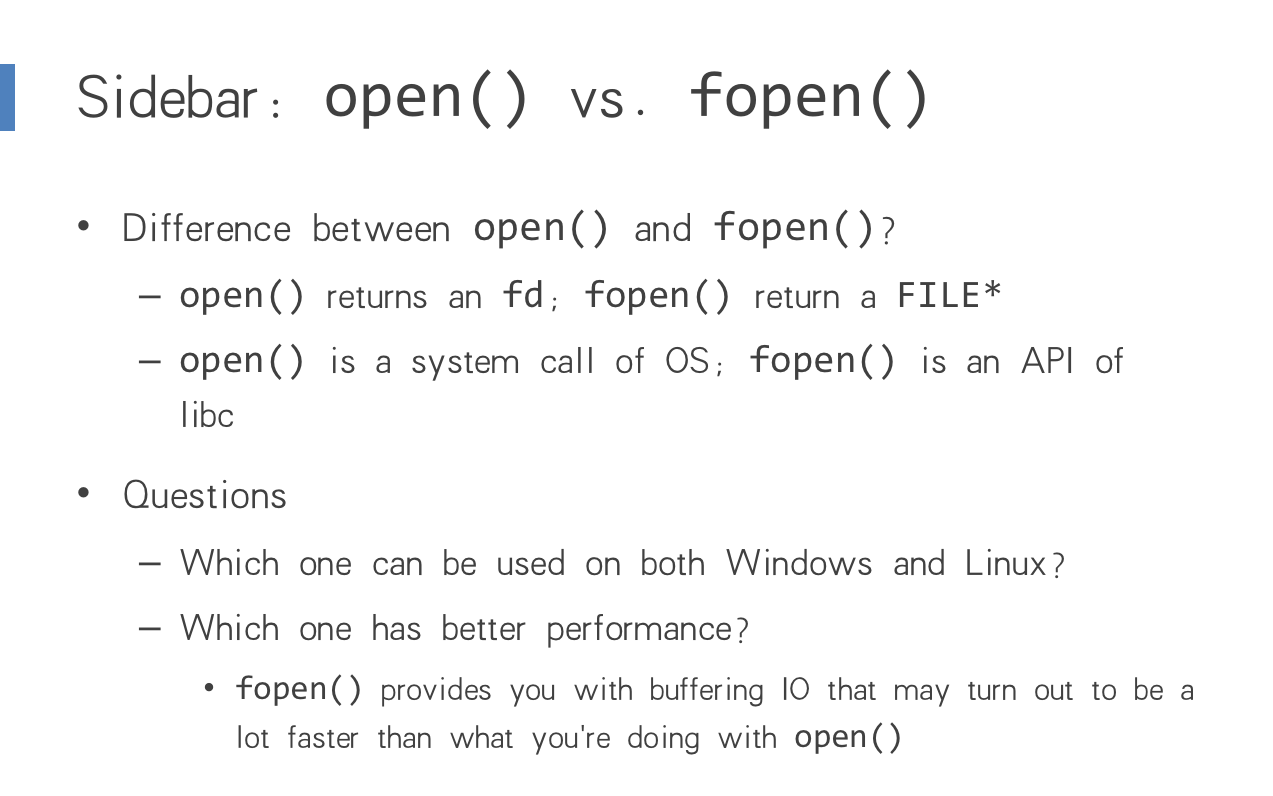 Sidebar: open() vs. fopen()
• Difference between open() and fopen()?
– open() returns an fd; fopen() return a FILE*
– open() is a system call of OS; fopen() is an API of
libc
• Questions
– Which one can be used on both Windows and Linux?
– Which one has better performance?
• fopen() provides you with buffering IO that may turn out to be a
lot faster than what you're doing with open()